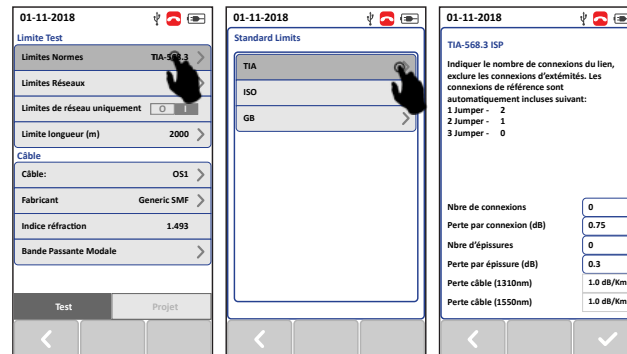 01-11-2018
Limite Test
Limites Normes TIA-568.3
Limites Réseaux
Limites de réseau uniquement O I
Limite longueur (m) 2000
Câble
Câble: OS1
Fabricant Generic SMF
Indice réfraction 1.493
Bande Passante Modale
Test Projet
01-11-2018
Standard Limits
TIA
ISO
GB
01-11-2018
TIA-568.3 ISP
Indiquer le nombre de connexions du lien,
exclure les connexions d'extémités. Les
connexions de référence sont
automatiquement incluses suivant:
1 Jumper - 2
2 Jumper - 1
3 Jumper - 0
Nbre de connexions 0
Perte par connexion (dB) 0.75
Nbre d'épissures 0
Perte par épissure (dB) 0.3
Perte câble (1310nm) 1.0 dB/Km
Perte câble (1550nm) 1.0 dB/Km